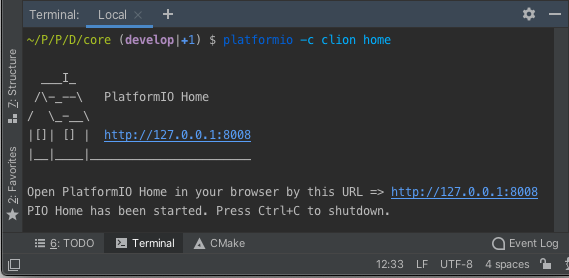 Terminal: Local
~/P/P/D/core (develop|+1) $ platformio -c clion home
  ___I_
 /\-_--\   PlatformIO Home
/  \_-__\
|[]| [] |  http://127.0.0.1:8008
|__|____|_______________________
Open PlatformIO Home in your browser by this URL => http://127.0.0.1:8008
PIO Home has been started. Press Ctrl+C to shutdown.
Z: Structure
2: Favorites
6: TODO Terminal CMake Event Log
12:33 LF UTF-8 4 spaces